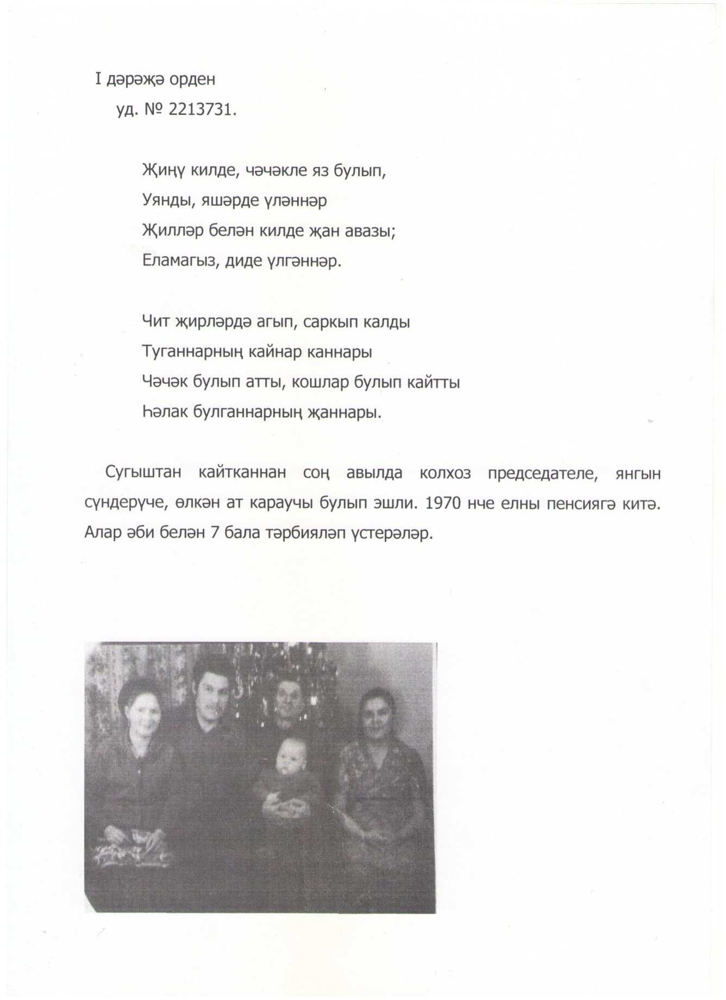 I дәрәҗә орден
уд. № 2213731.
Җиңү килде, чәчәкле яз булып,
Уянды, яшәрде үләннәр
Җилләр белән килде җан авазы;
Еламагыз, диде үлгәннәр.
Чит җирләрдә агып, саркып калды
Туганнарның кайнар каннары
Чәчәк булып атты, кошлар булып кайтты
Һәлак булганнарның җаннары.
Сугыштан кайтканнан соң авылда колхоз председателе, янгын
сүндерүче, өлкән ат караучы булып эшли. 1970 нче елны пенсиягә китә.
Алар әби белән 7 бала тәрбияләп үстерәләр.